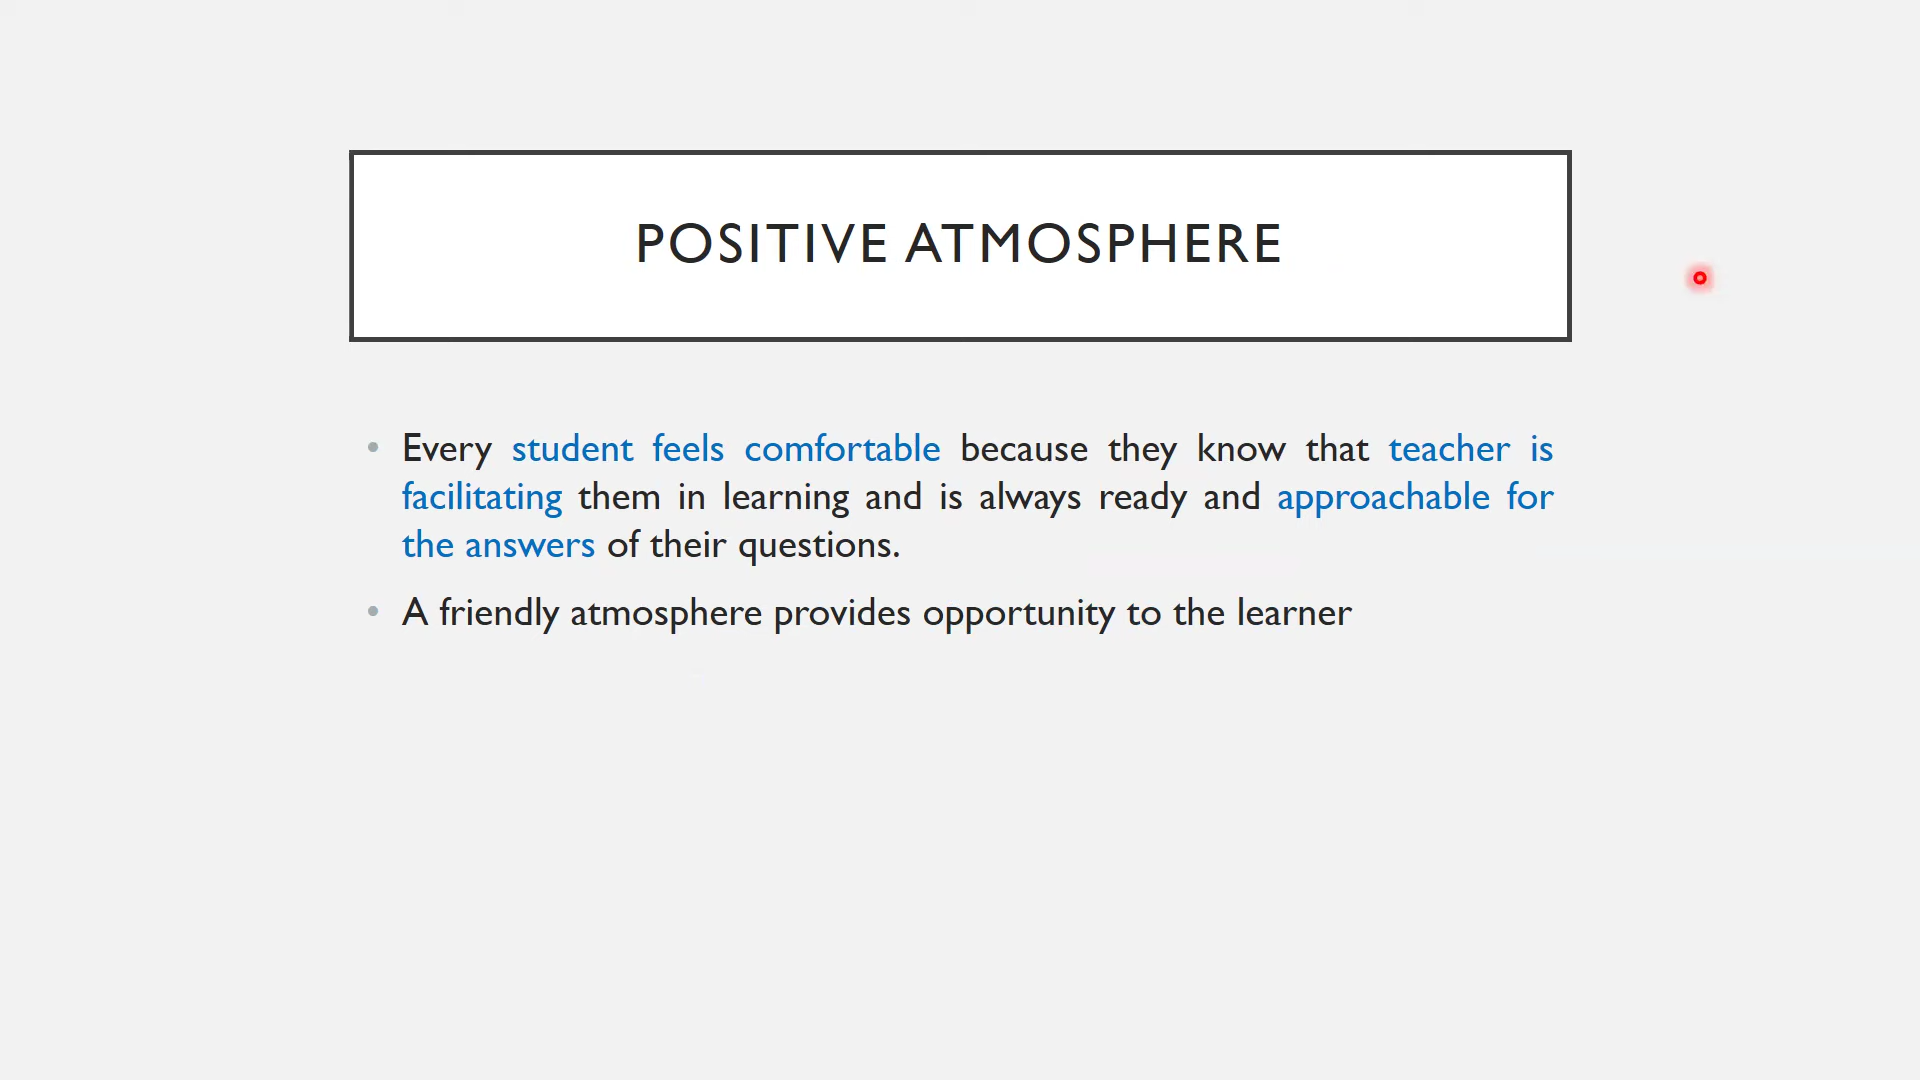 POSITIVE ATMOSPHERE
• Every student feels comfortable because they know that teacher is
facilitating them in learning and is always ready and approachable for
the answers of their questions.
• A friendly atmosphere provides opportunity to the learner